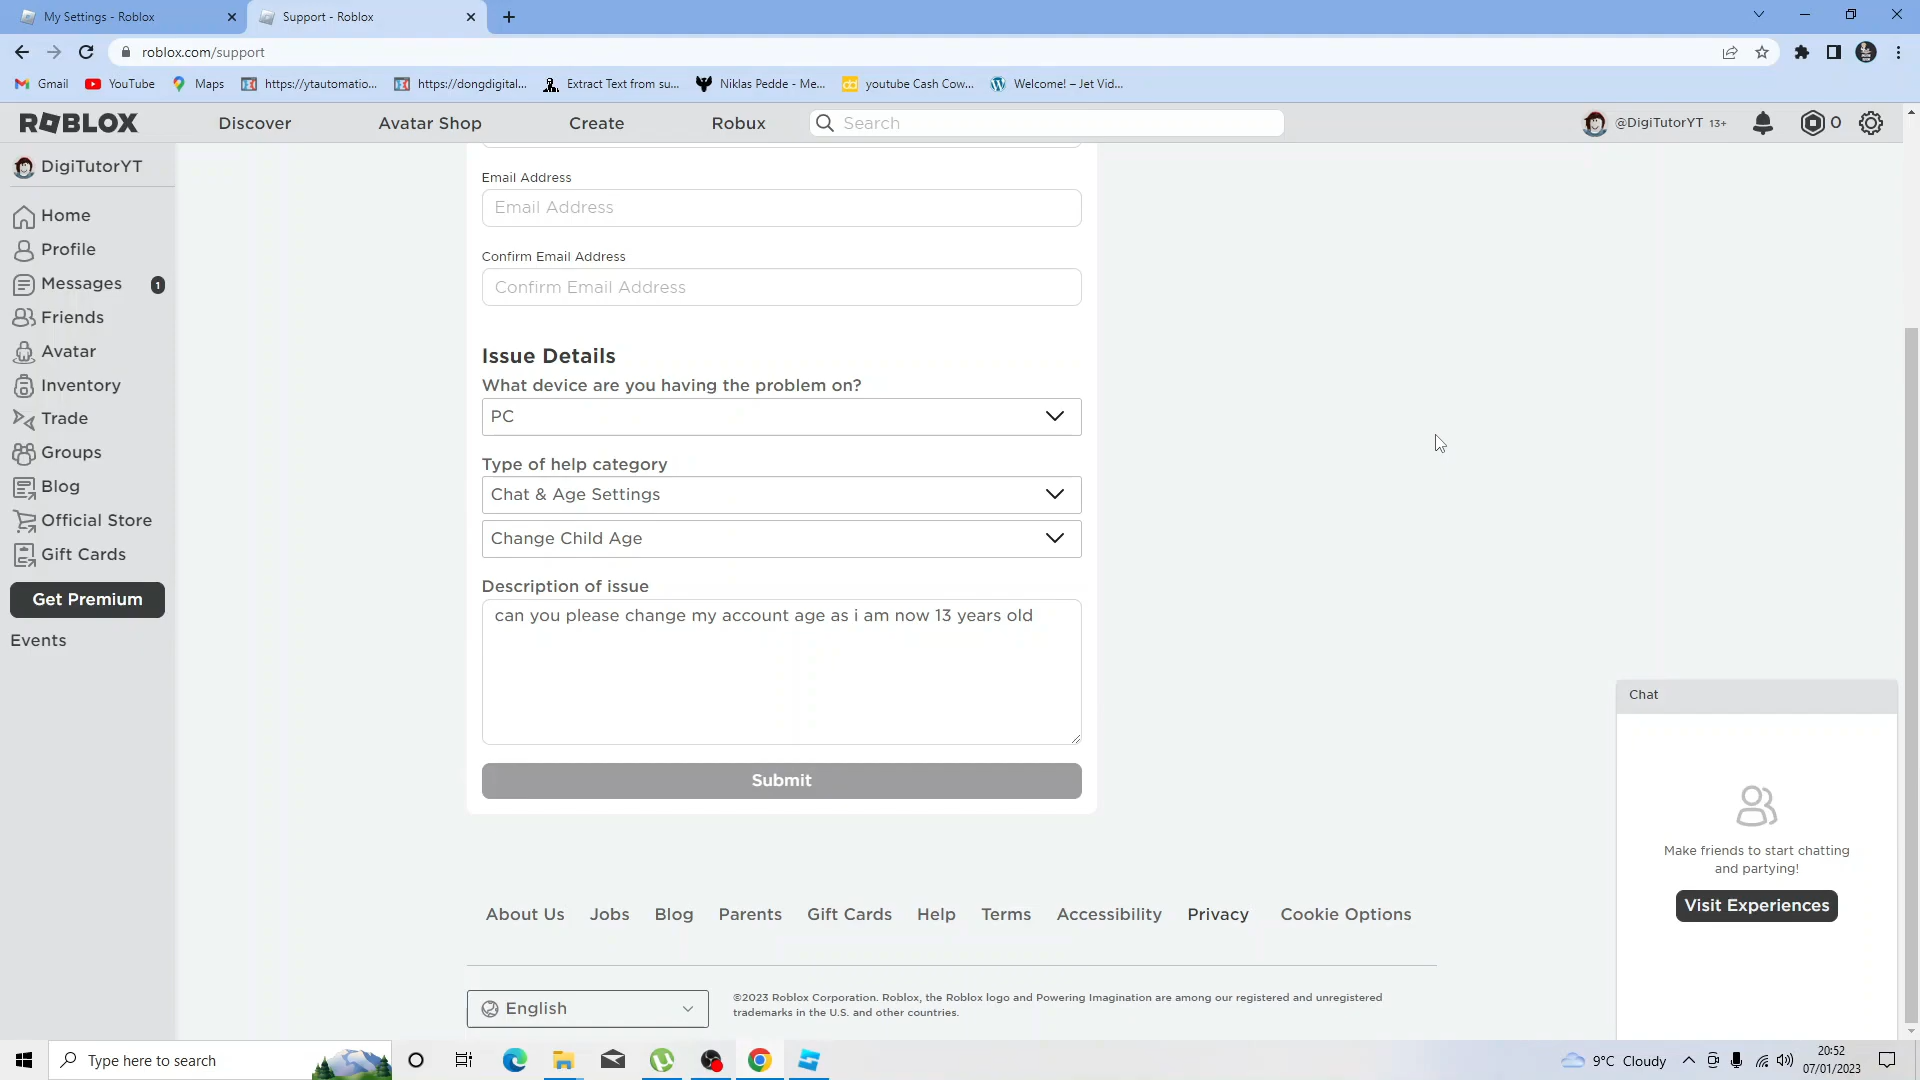 My Settings - Roblox
Support - Roblox
roblox.com/support
Gmail
YouTube
Maps
https://ytautomatio...
https://dongdigital...
Extract Text from su...
Niklas Pedde - Me...
youtube Cash Cow...
Welcome! – Jet Vid...
ROBLOX
Discover
Avatar Shop
Create
Robux
Search
@DigiTutorYT 13+
0
DigiTutorYT
Home
Profile
Messages 1
Friends
Avatar
Inventory
Trade
Groups
Blog
Official Store
Gift Cards
Get Premium
Events
Email Address
Email Address
Confirm Email Address
Confirm Email Address
Issue Details
What device are you having the problem on?
PC
Type of help category
Chat & Age Settings
Change Child Age
Description of issue
can you please change my account age as i am now 13 years old
Submit
Chat
Make friends to start chatting
and partying!
Visit Experiences
About Us
Jobs
Blog
Parents
Gift Cards
Help
Terms
Accessibility
Privacy
Cookie Options
English
©2023 Roblox Corporation. Roblox, the Roblox logo and Powering Imagination are among our registered and unregistered
trademarks in the U.S. and other countries.
Type here to search
9°C Cloudy
20:52
07/01/2023